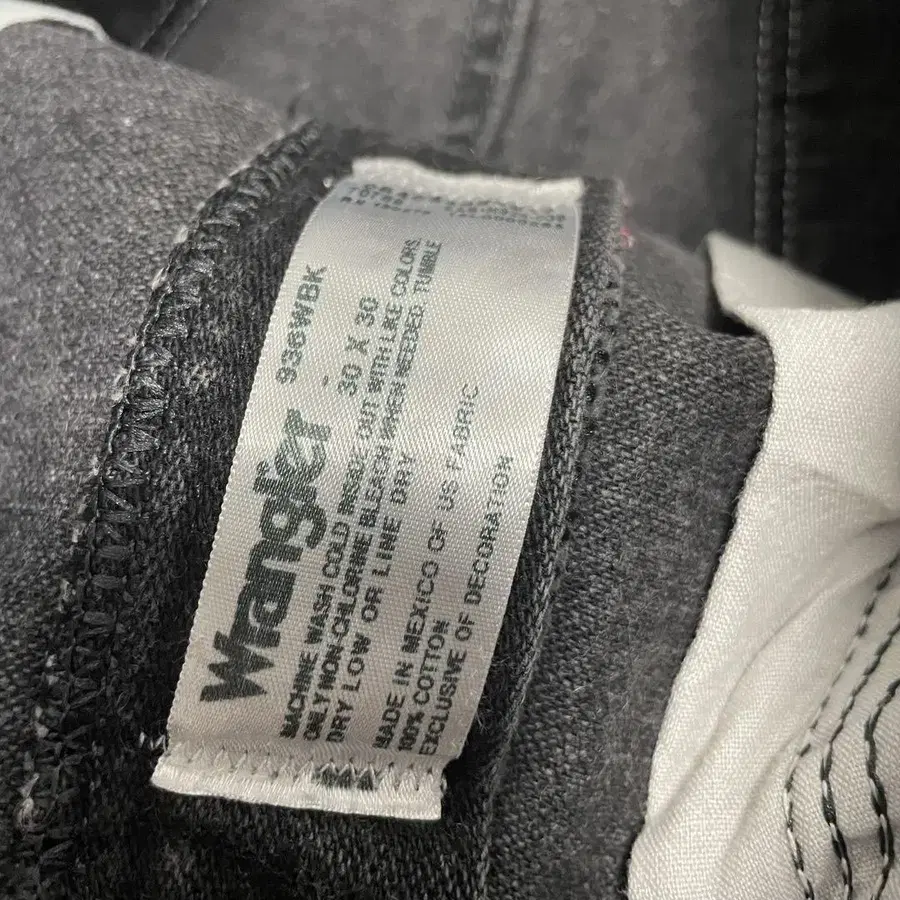 Wrangler 936WBK
30 X 30
MACHINE WASH COLD INSIDE OUT WITH LIKE COLORS.
ONLY NON-CHLORINE BLEACH WHEN NEEDED. TUMBLE
DRY LOW OR LINE DRY
MADE IN MEXICO OF US FABRIC
100% COTTON
EXCLUSIVE OF DECORATION